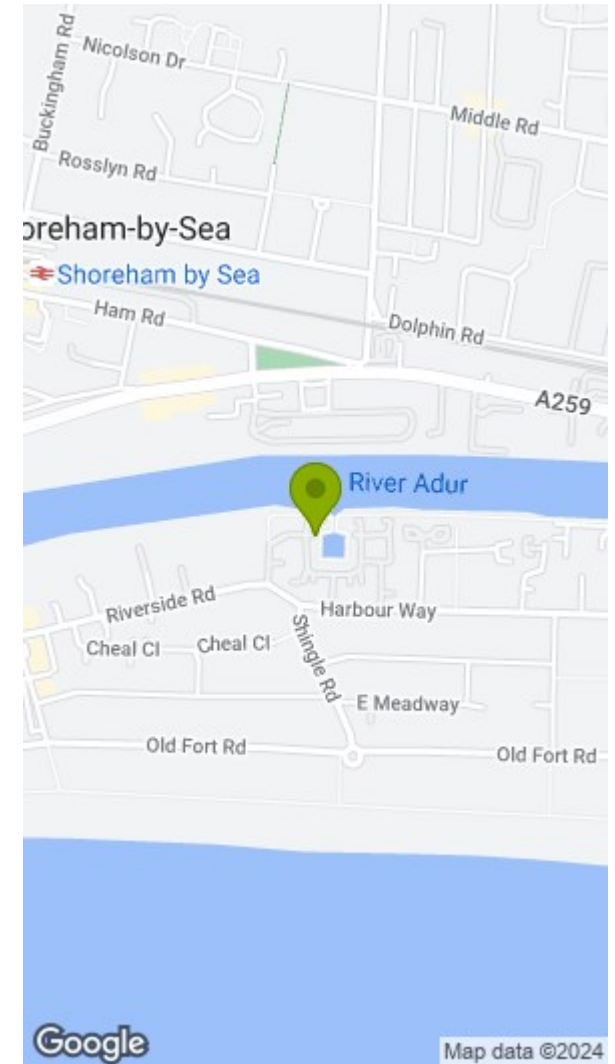 Buckingham Rd
Nicolson Dr
Middle Rd
Rosslyn Rd
oreham-by-Sea
Shoreham by Sea
Ham Rd
Dolphin Rd
A259
River Adur
Riverside Rd
Harbour Way
Cheal Cl
Cheal Cl
Shingle Rd
E Meadway
Old Fort Rd
Old Fort Rd
Google
Map data ©2024